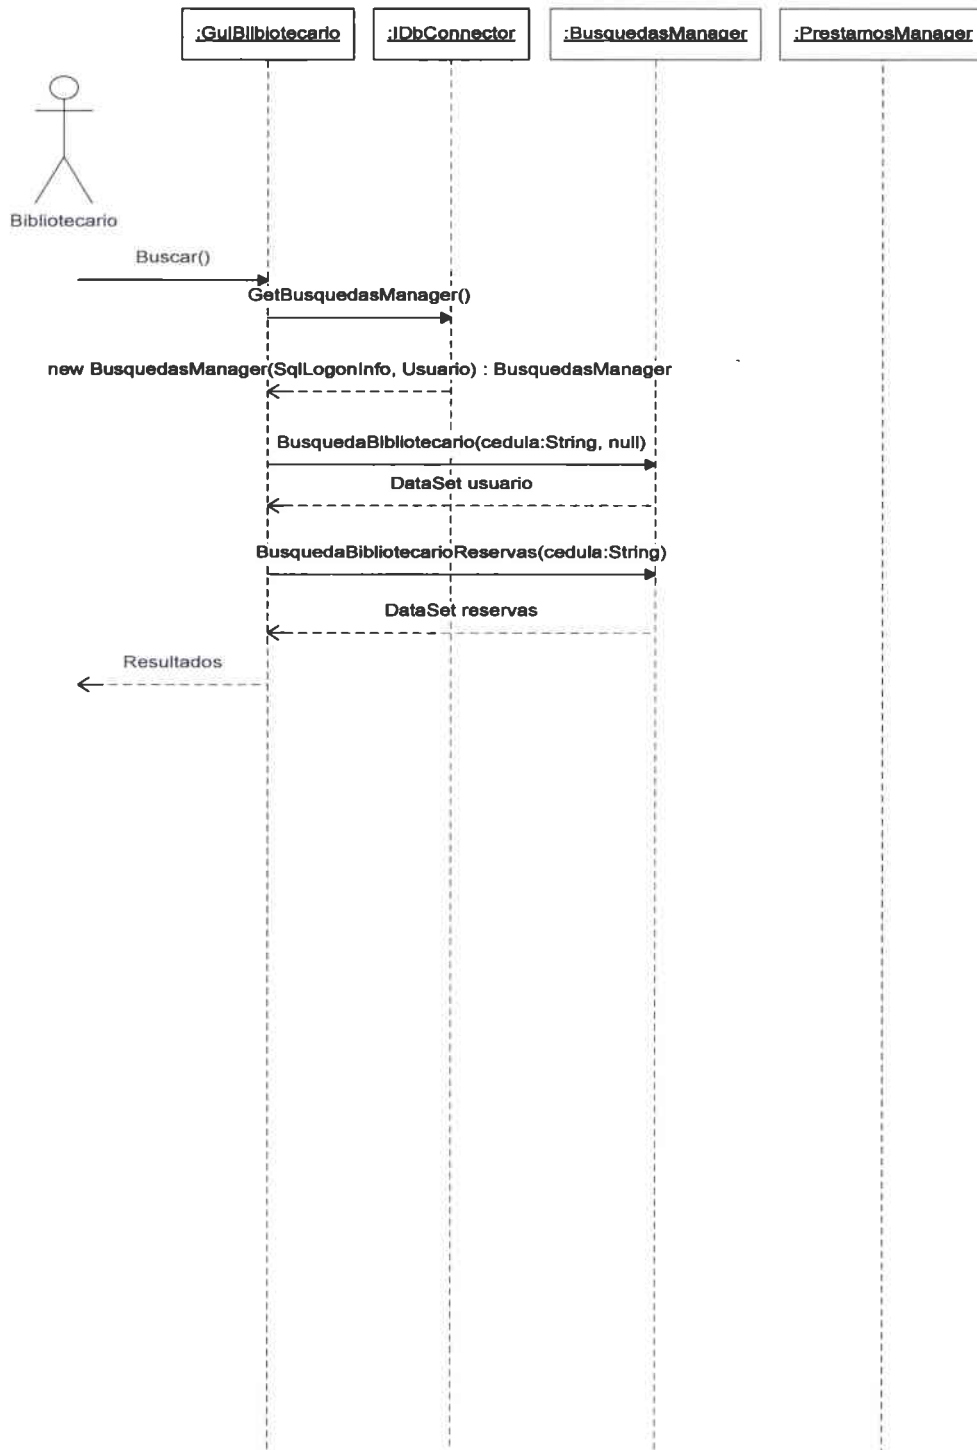 :GuiBilbiotecario
:IDbConnector
:BusquedasManager
:PrestamosManager
Bibliotecario
Buscar()
GetBusquedasManager()
new BusquedasManager(SqlLogonInfo, Usuario) : BusquedasManager
BusquedaBibliotecario(cedula:String, null)
DataSet usuario
BusquedaBibliotecarioReservas(cedula:String)
DataSet reservas
Resultados